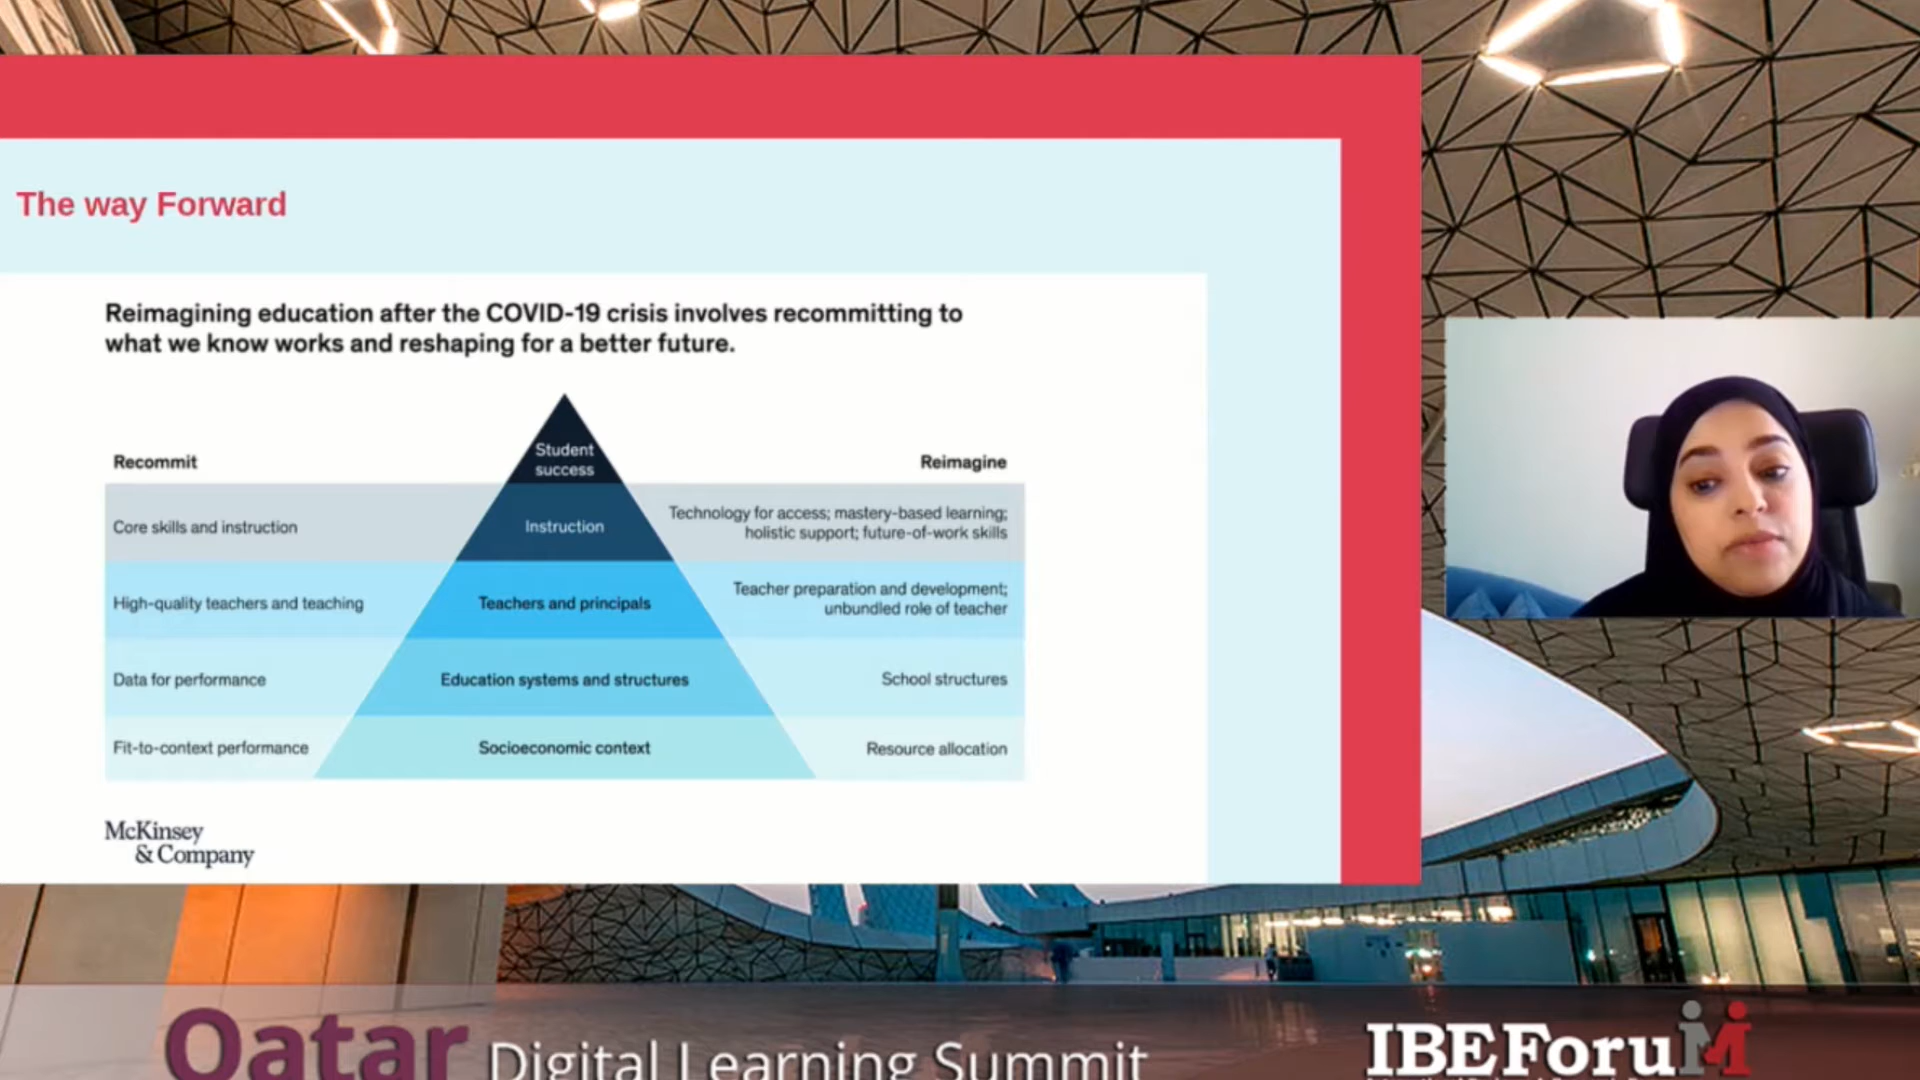 The way Forward
Reimagining education after the COVID-19 crisis involves recommitting to
what we know works and reshaping for a better future.
Recommit
Student
success
Reimagine
Core skills and instruction
Instruction
Technology for access; mastery-based learning;
holistic support; future-of-work skills
High-quality teachers and teaching
Teachers and principals
Teacher preparation and development;
unbundled role of teacher
Data for performance
Education systems and structures
School structures
Fit-to-context performance
Socioeconomic context
Resource allocation
McKinsey
& Company
Qatar Digital Learning Summit
IBEForuM